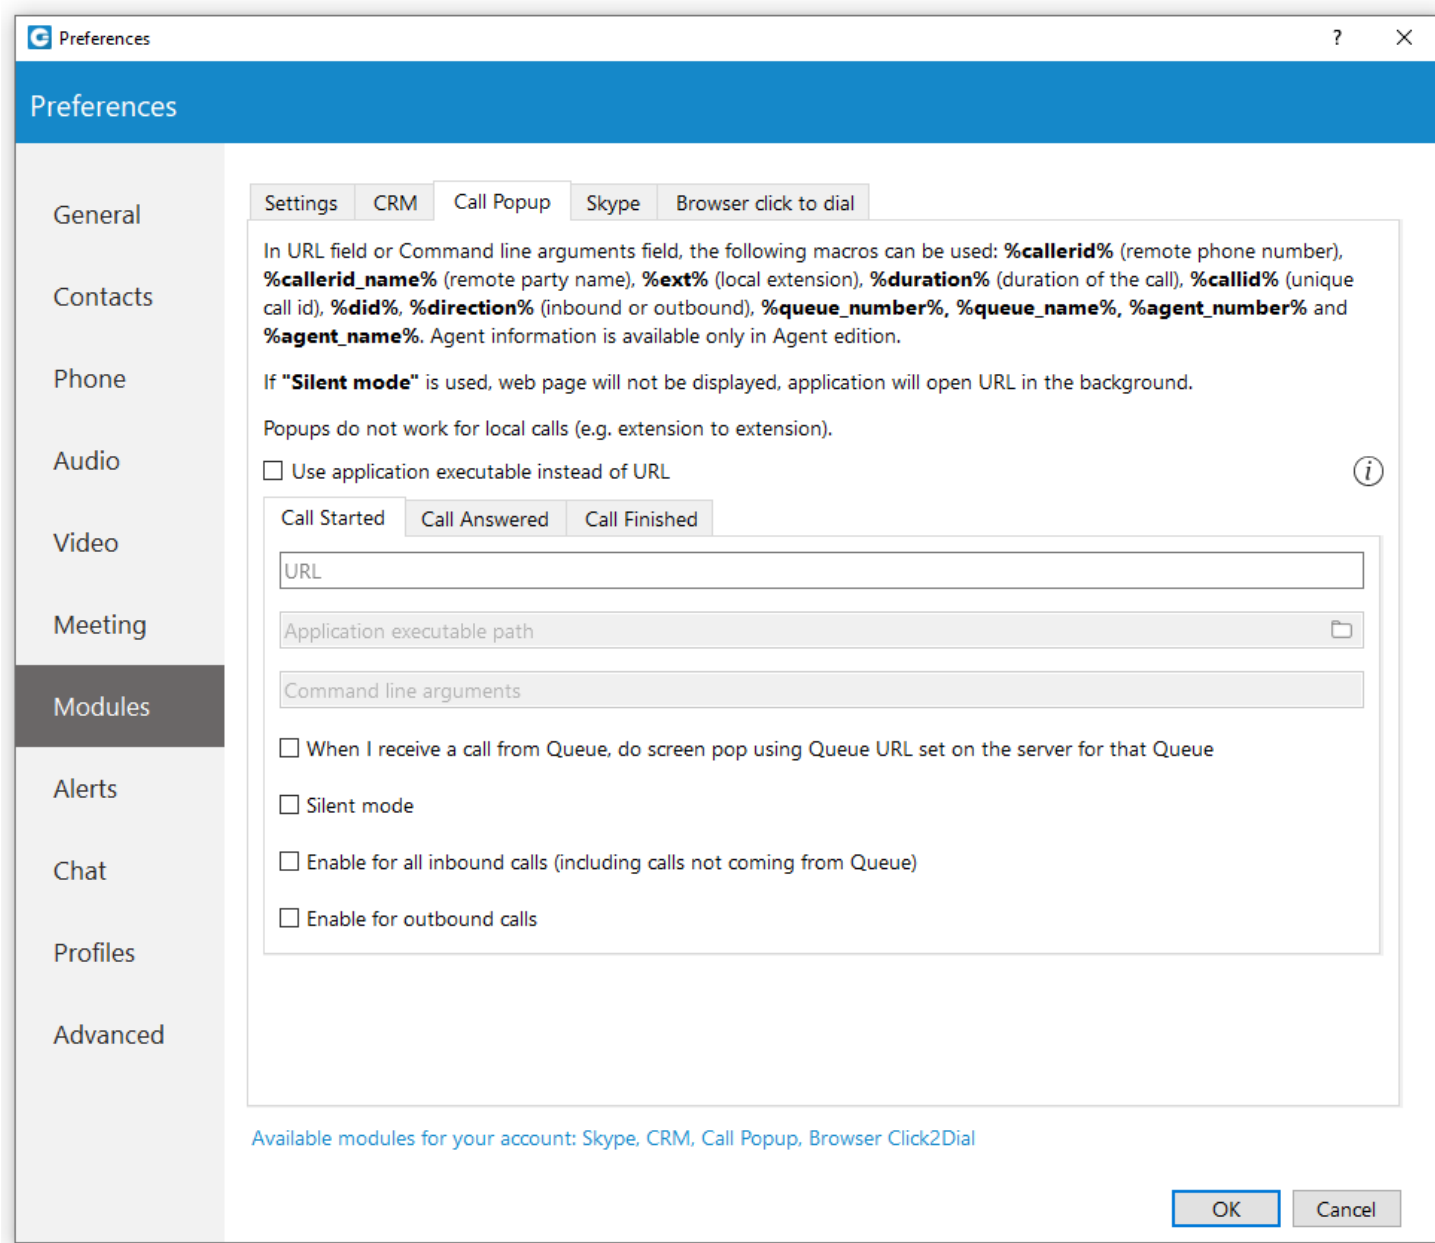 Preferences
?
Preferences
General
Contacts
Phone
Audio
Video
Meeting
Modules
Alerts
Chat
Profiles
Advanced
Settings CRM Call Popup Skype Browser click to dial
In URL field or Command line arguments field, the following macros can be used: %callerid% (remote phone number),
%callerid_name% (remote party name), %ext% (local extension), %duration% (duration of the call), %callid% (unique
call id), %did%, %direction% (inbound or outbound), %queue_number%, %queue_name%, %agent_number% and
%agent_name%. Agent information is available only in Agent edition.
If "Silent mode" is used, web page will not be displayed, application will open URL in the background.
Popups do not work for local calls (e.g. extension to extension).
Use application executable instead of URL
i
Call Started Call Answered Call Finished
URL
Application executable path
Command line arguments
When I receive a call from Queue, do screen pop using Queue URL set on the server for that Queue
Silent mode
Enable for all inbound calls (including calls not coming from Queue)
Enable for outbound calls
Available modules for your account: Skype, CRM, Call Popup, Browser Click2Dial
OK Cancel